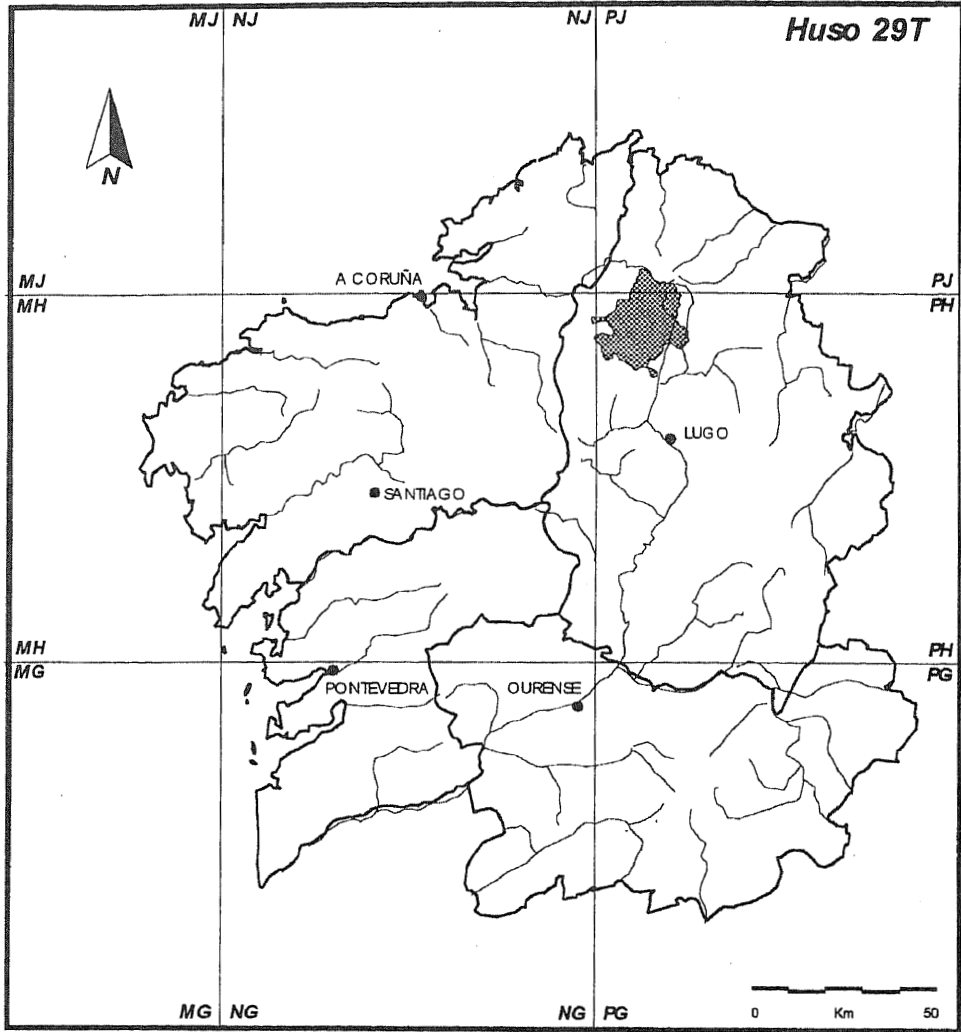 MJ NJ
NJ PJ
Huso 29T
N
MJ
MH
A CORUÑA
PJ
PH
LUGO
SANTIAGO
MH
MG
PH
PG
PONTEVEDRA
OURENSE
MG NG
NG PG
0 Km 50